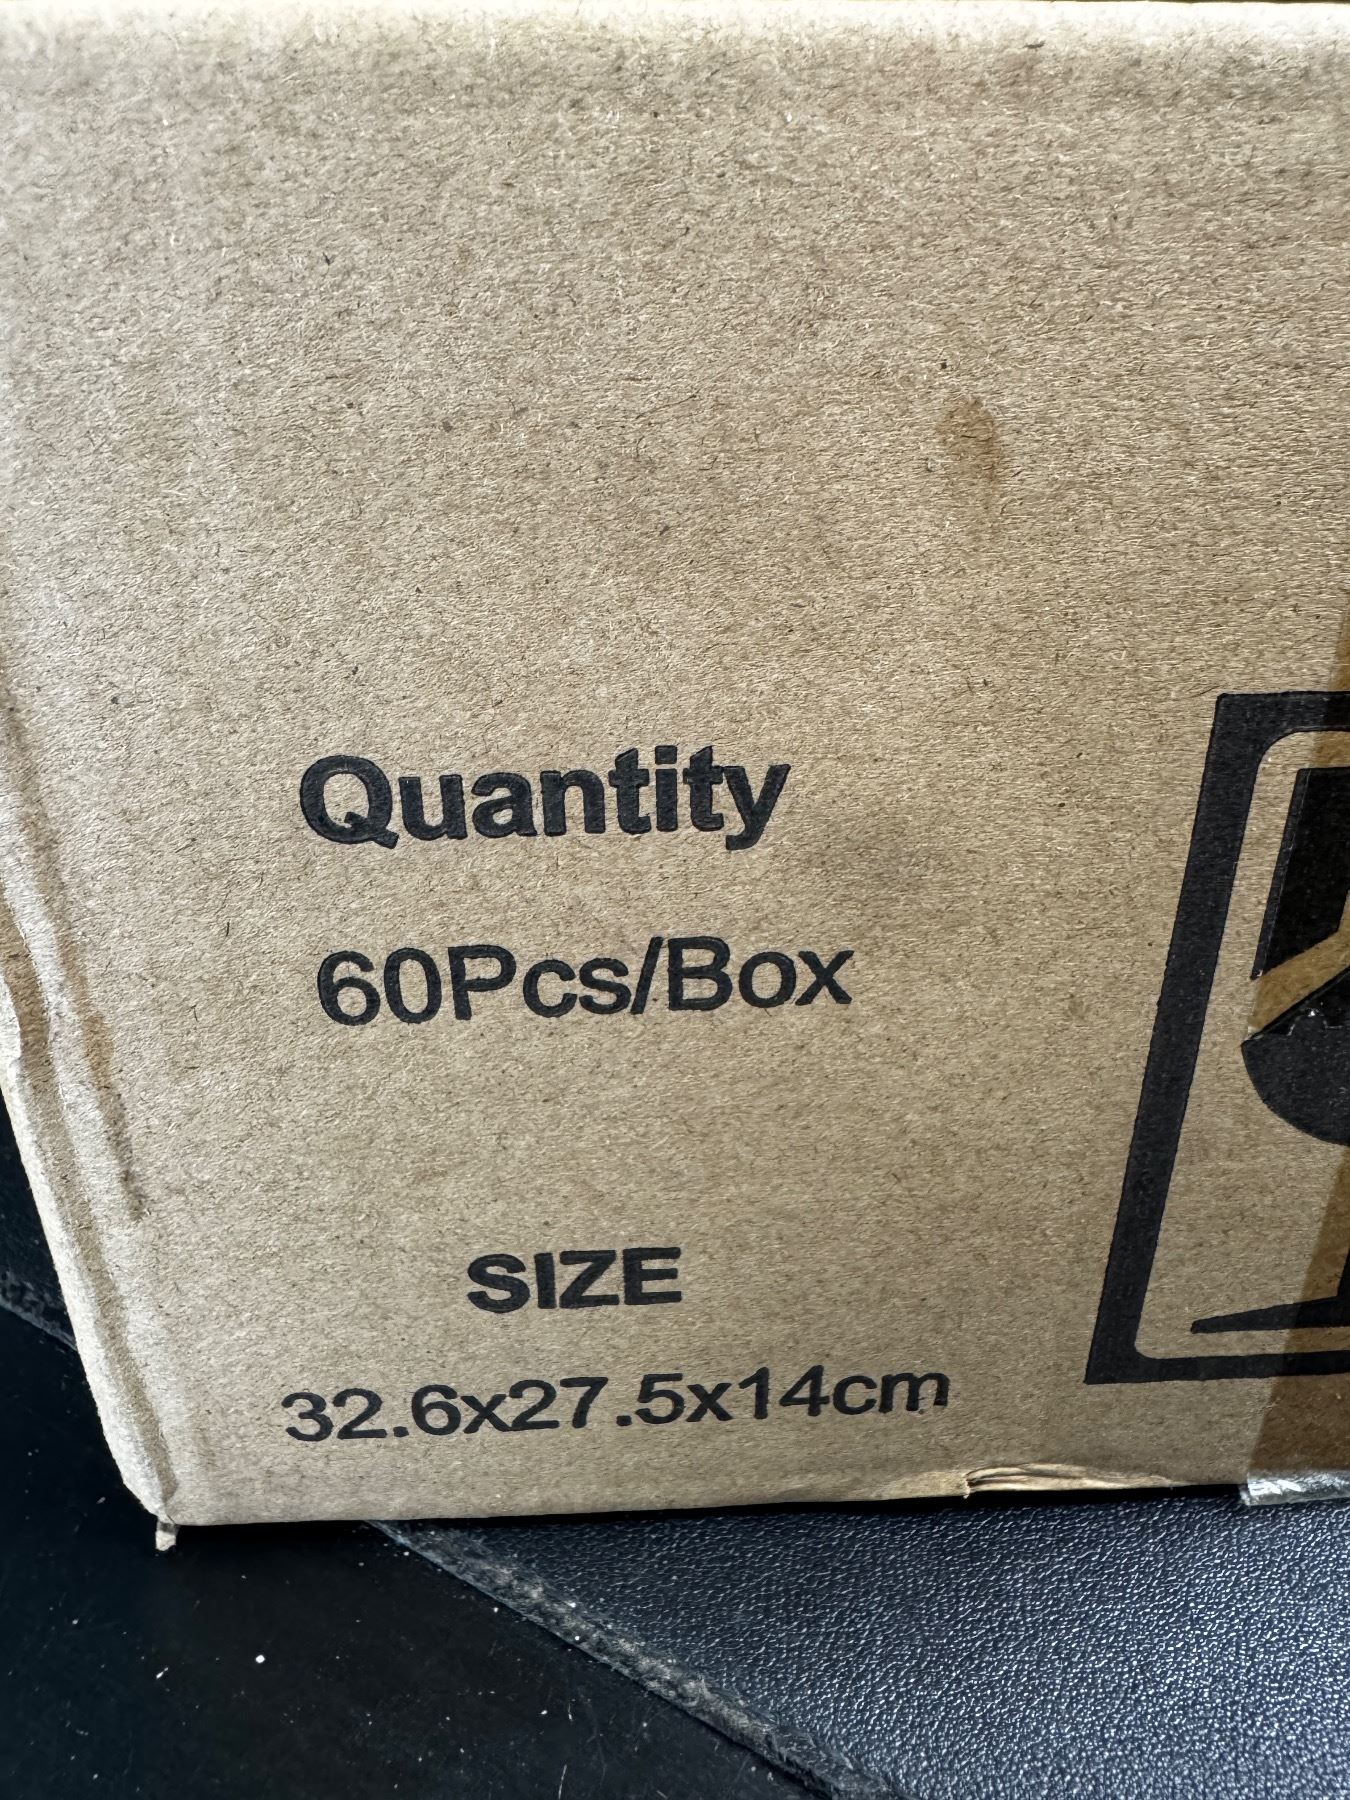 Quantity
60Pcs/Box
SIZE
32.6x27.5x14cm